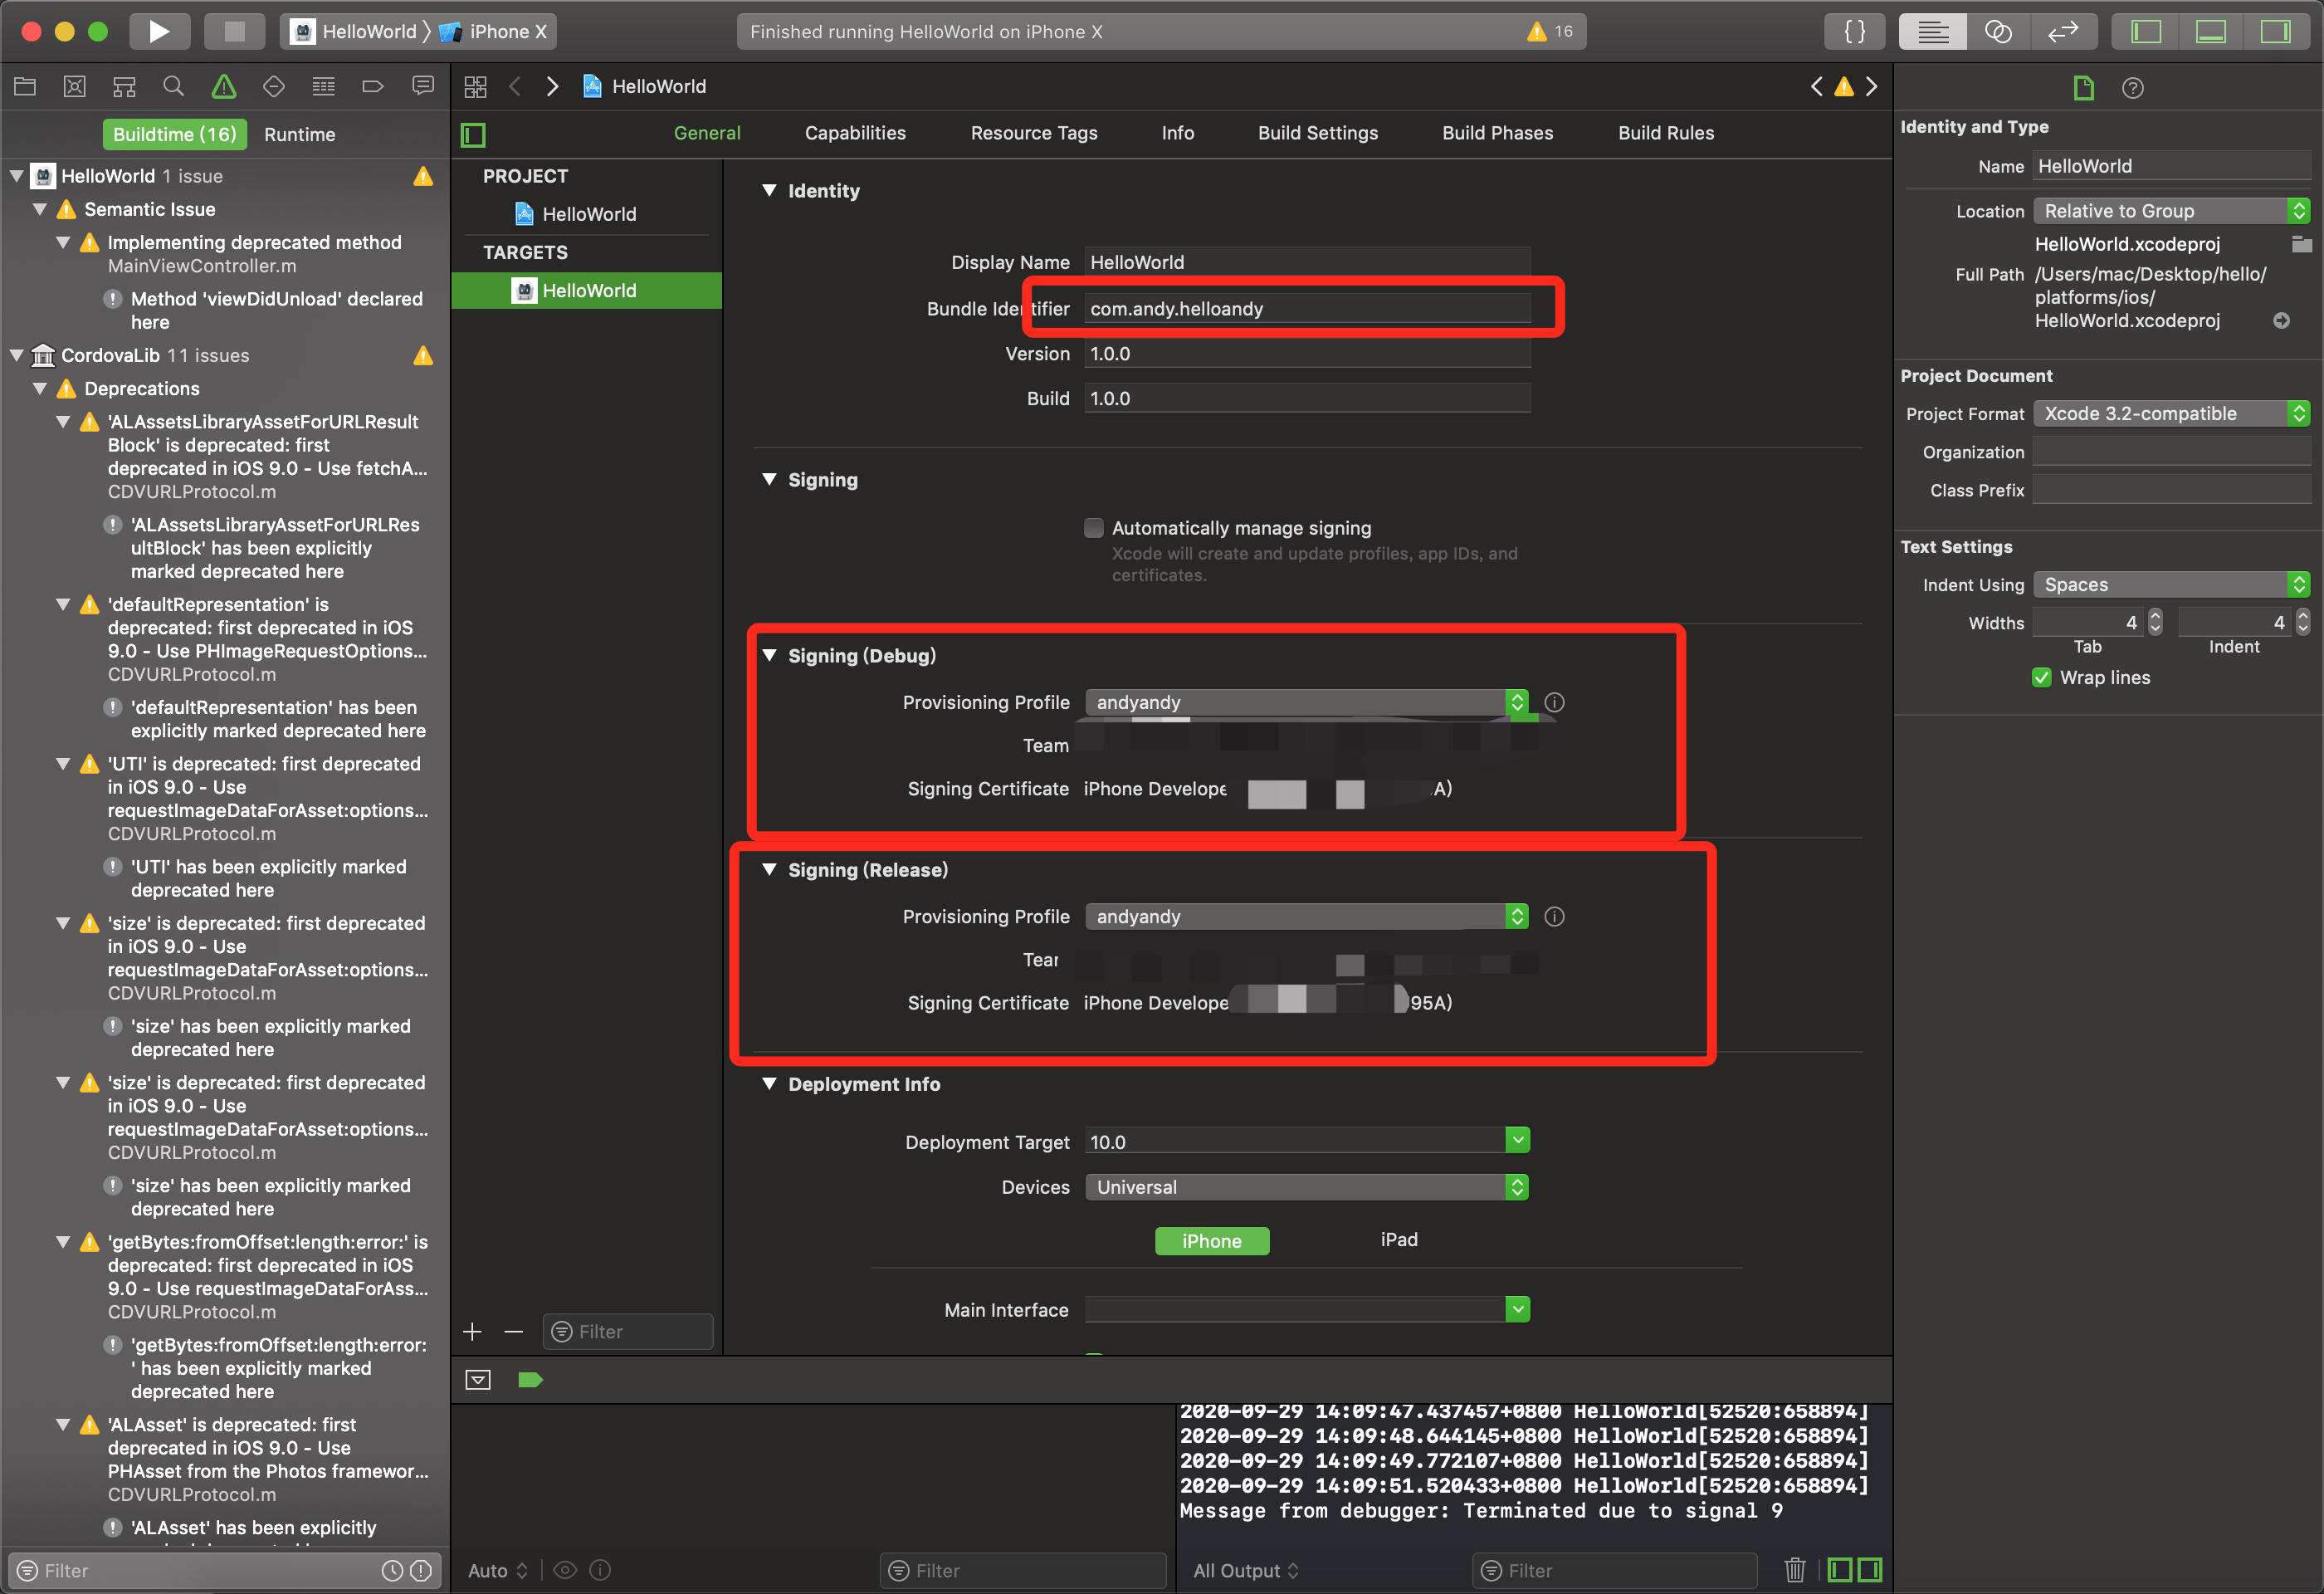 HelloWorld
iPhone X
Finished running HelloWorld on iPhone X
16
{ }
HelloWorld
Buildtime (16)
Runtime
HelloWorld 1 issue
Semantic Issue
Implementing deprecated method
MainViewController.m
Method 'viewDidUnload' declared
here
CordovaLib 11 issues
Deprecations
'ALAssetsLibraryAssetForURLResult
Block' is deprecated: first
deprecated in iOS 9.0 - Use fetchA...
CDVURLProtocol.m
'ALAssetsLibraryAssetForURLRes
ultBlock' has been explicitly
marked deprecated here
'defaultRepresentation' is
deprecated: first deprecated in iOS
9.0 - Use PHImageRequestOptions...
CDVURLProtocol.m
'defaultRepresentation' has been
explicitly marked deprecated here
'UTI' is deprecated: first deprecated
in iOS 9.0 - Use
requestImageDataForAsset:options...
CDVURLProtocol.m
'UTI' has been explicitly marked
deprecated here
'size' is deprecated: first deprecated
in iOS 9.0 - Use
requestImageDataForAsset:options...
CDVURLProtocol.m
'size' has been explicitly marked
deprecated here
'size' is deprecated: first deprecated
in iOS 9.0 - Use
requestImageDataForAsset:options...
CDVURLProtocol.m
'size' has been explicitly marked
deprecated here
'getBytes:fromOffset:length:error:' is
deprecated: first deprecated in iOS
9.0 - Use requestImageDataForAss...
CDVURLProtocol.m
'getBytes:fromOffset:length:error:
' has been explicitly marked
deprecated here
'ALAsset' is deprecated: first
deprecated in iOS 9.0 - Use
PHAsset from the Photos framewor...
CDVURLProtocol.m
'ALAsset' has been explicitly
Filter
General
Capabilities
Resource Tags
Info
Build Settings
Build Phases
Build Rules
PROJECT
HelloWorld
TARGETS
HelloWorld
Filter
Identity
Display Name HelloWorld
Bundle Identifier com.andy.helloandy
Version 1.0.0
Build 1.0.0
Signing
Automatically manage signing
Xcode will create and update profiles, app IDs, and
certificates.
Signing (Debug)
Provisioning Profile andyandy
Team
Signing Certificate iPhone Develope A)
Signing (Release)
Provisioning Profile andyandy
Tear
Signing Certificate iPhone Develope 95A)
Deployment Info
Deployment Target 10.0
Devices Universal
iPhone
iPad
Main Interface
2020-09-29 14:09:47.437457+0800 HelloWorld[52520:658894]
2020-09-29 14:09:48.644145+0800 HelloWorld[52520:658894]
2020-09-29 14:09:49.772107+0800 HelloWorld[52520:658894]
2020-09-29 14:09:51.520433+0800 HelloWorld[52520:658894]
Message from debugger: Terminated due to signal 9
Auto
Filter
All Output
Filter
Identity and Type
Name HelloWorld
Location Relative to Group
HelloWorld.xcodeproj
Full Path /Users/mac/Desktop/hello/
platforms/ios/
HelloWorld.xcodeproj
Project Document
Project Format Xcode 3.2-compatible
Organization
Class Prefix
Text Settings
Indent Using Spaces
Widths 4 4
Tab Indent
Wrap lines